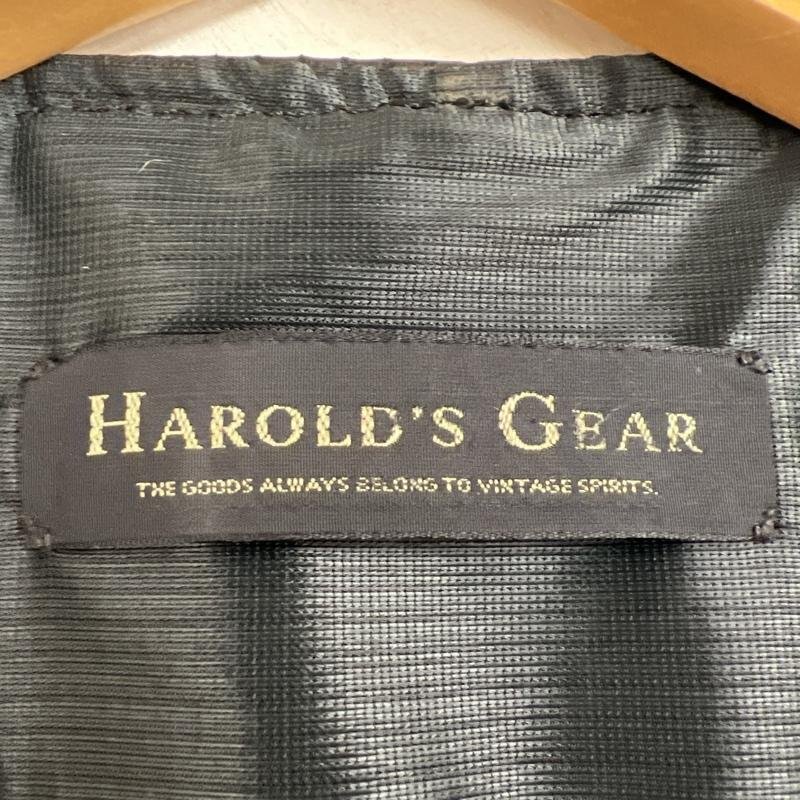 HAROLD'S GEAR
THE GOODS ALWAYS BELONG TO VINTAGE SPIRITS.